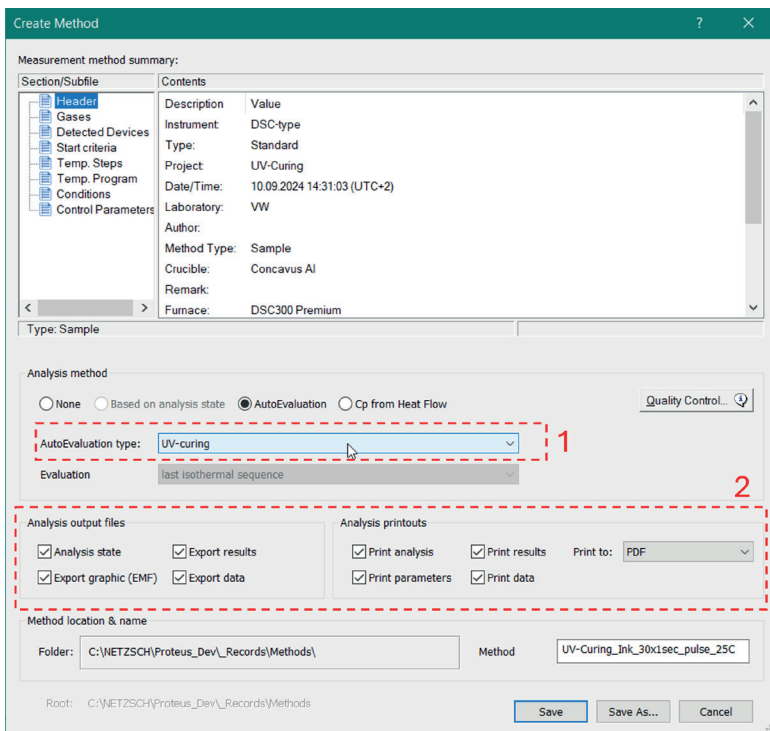 Create Method ? ×
Measurement method summary:
Section/Subfile Contents
Header
Gases
Detected Devices
Start criteria
Temp. Steps
Temp. Program
Conditions
Control Parameters
Description Value
Instrument: DSC-type
Type: Standard
Project: UV-Curing
Date/Time: 10.09.2024 14:31:03 (UTC+2)
Laboratory: VW
Author:
Method Type: Sample
Crucible: Concavus Al
Remark:
Furnace: DSC300 Premium
Type: Sample
Analysis method
None Based on analysis state AutoEvaluation Cp from Heat Flow Quality Control...
AutoEvaluation type: UV-curing 1
Evaluation last isothermal sequence
2
Analysis output files
Analysis state Export results
Export graphic (EMF) Export data
Analysis printouts
Print analysis Print results Print to: PDF
Print parameters Print data
Method location & name
Folder: C:\NETZSCH\Proteus_Dev\_Records\Methods\ Method UV-Curing_Ink_30x1sec_pulse_25C
Root: C:\NETZSCH\Proteus_Dev\_Records\Methods
Save Save As... Cancel